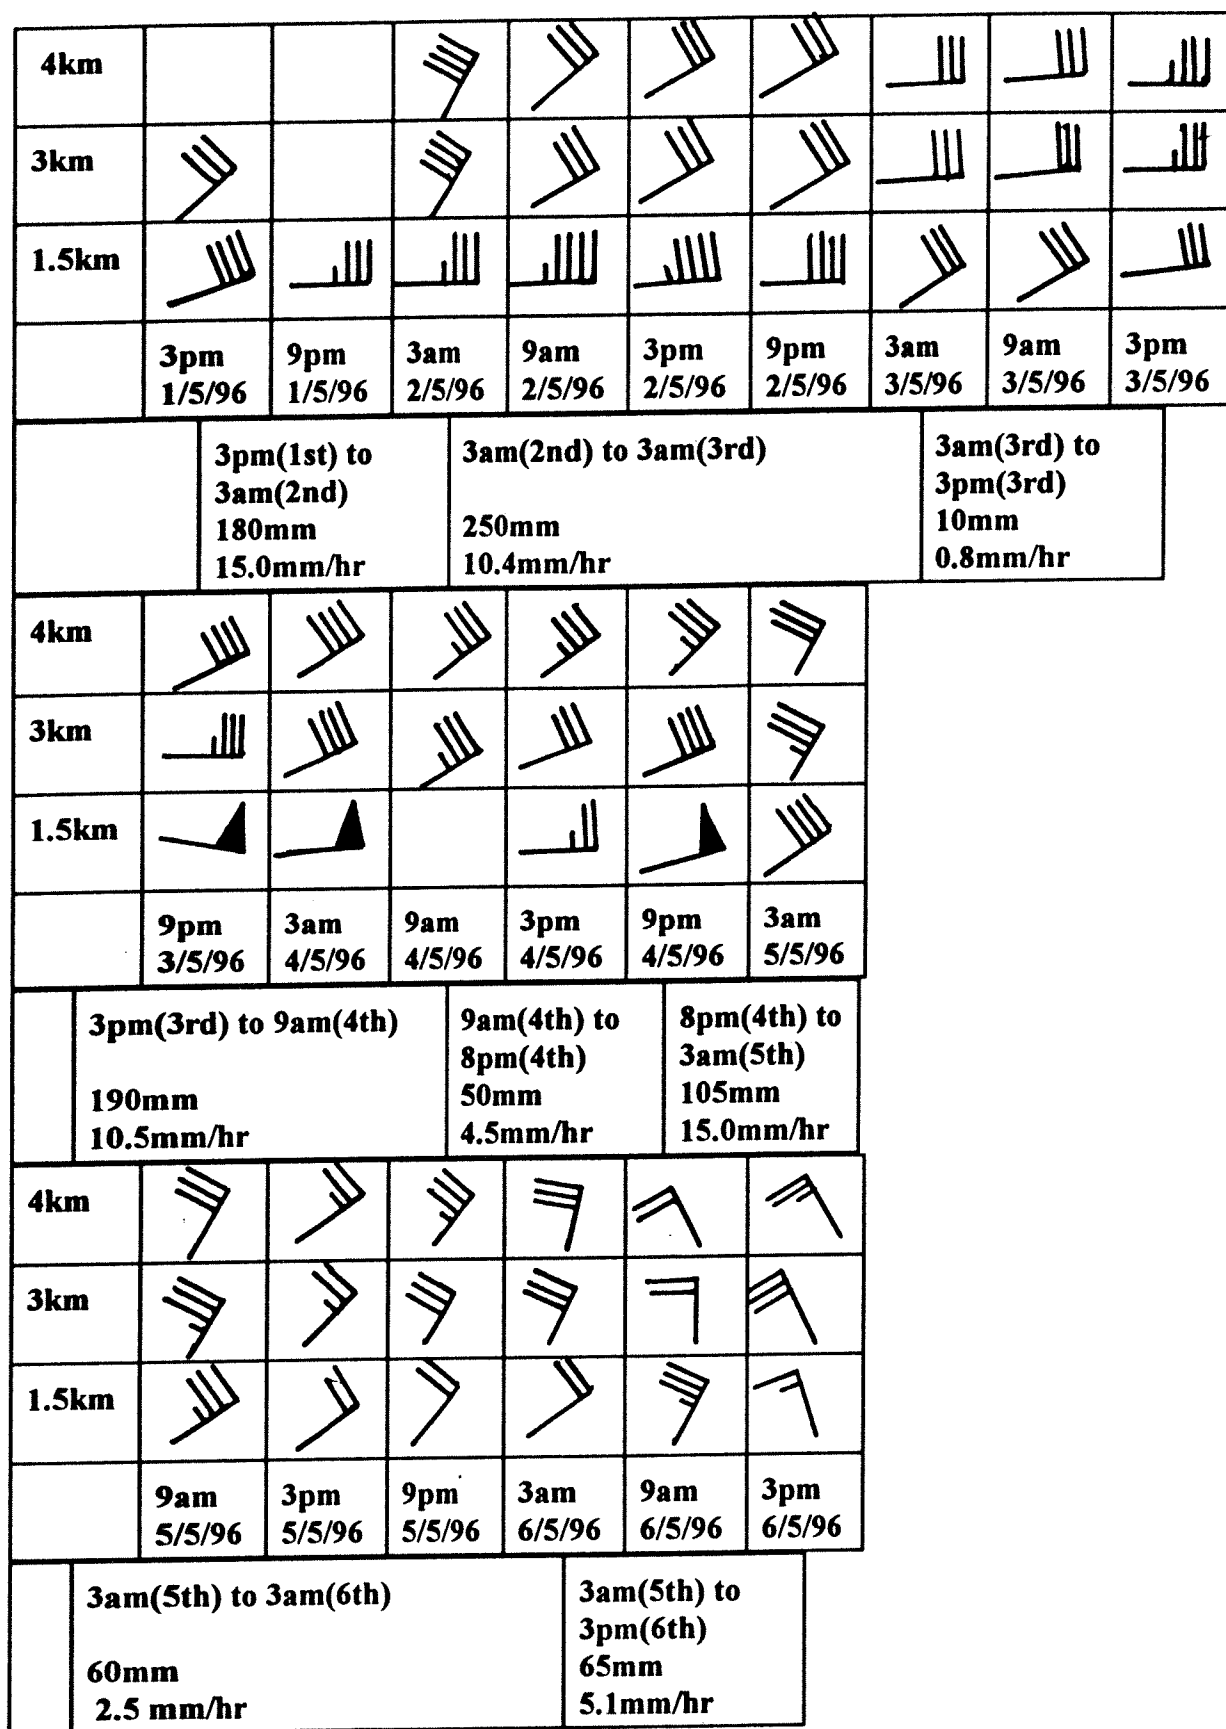 4km
3km
1.5km
3pm 9pm 3am 9am 3pm 9pm 3am 9am 3pm
1/5/96 1/5/96 2/5/96 2/5/96 2/5/96 2/5/96 3/5/96 3/5/96 3/5/96
3pm(1st) to
3am(2nd)
180mm
15.0mm/hr
3am(2nd) to 3am(3rd)
250mm
10.4mm/hr
3am(3rd) to
3pm(3rd)
10mm
0.8mm/hr
4km
3km
1.5km
9pm 3am 9am 3pm 9pm 3am
3/5/96 4/5/96 4/5/96 4/5/96 4/5/96 5/5/96
3pm(3rd) to 9am(4th)
190mm
10.5mm/hr
9am(4th) to
8pm(4th)
50mm
4.5mm/hr
8pm(4th) to
3am(5th)
105mm
15.0mm/hr
4km
3km
1.5km
9am 3pm 9pm 3am 9am 3pm
5/5/96 5/5/96 5/5/96 6/5/96 6/5/96 6/5/96
3am(5th) to 3am(6th)
60mm
2.5 mm/hr
3am(5th) to
3pm(6th)
65mm
5.1mm/hr